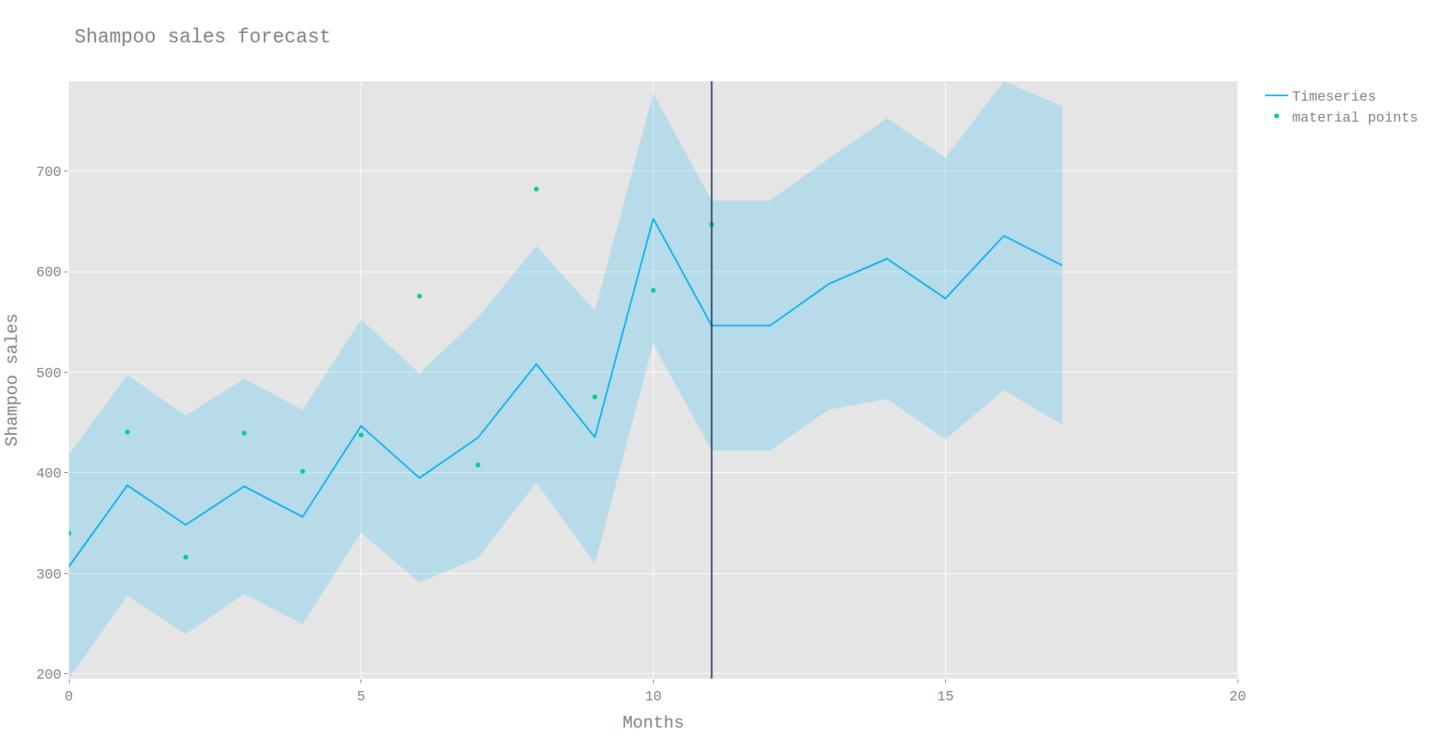 Shampoo sales forecast
Timeseries
material points
700
600
500
400
300
200
Shampoo sales
0 5 10 15 20
Months